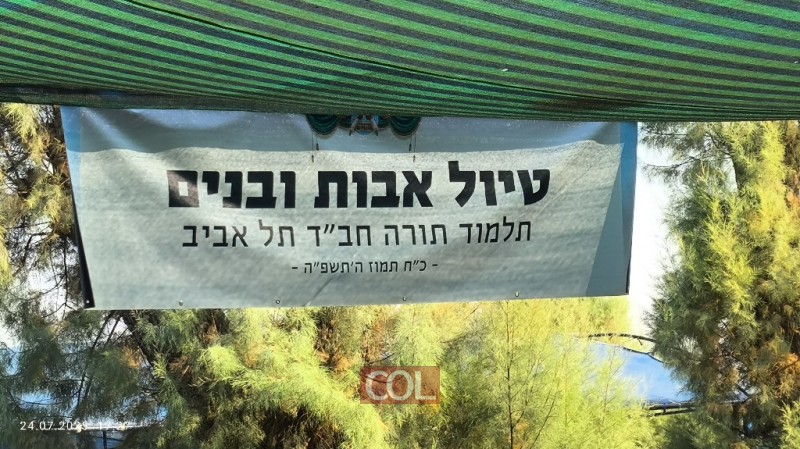 טיול אבות ובנים
תלמוד תורה חב"ד תל אביב
- כ"ח תמוז ה'תשפ"ה -
COL